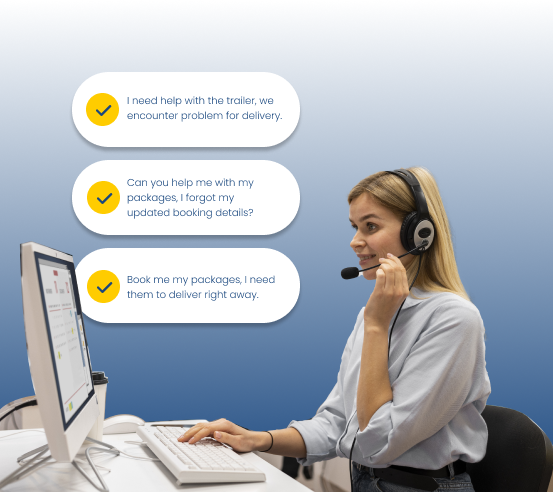 I need help with the trailer, we
encounter problem for delivery.
Can you help me with my
packages, I forgot my
updated booking details?
Book me my packages, I need
them to deliver right away.